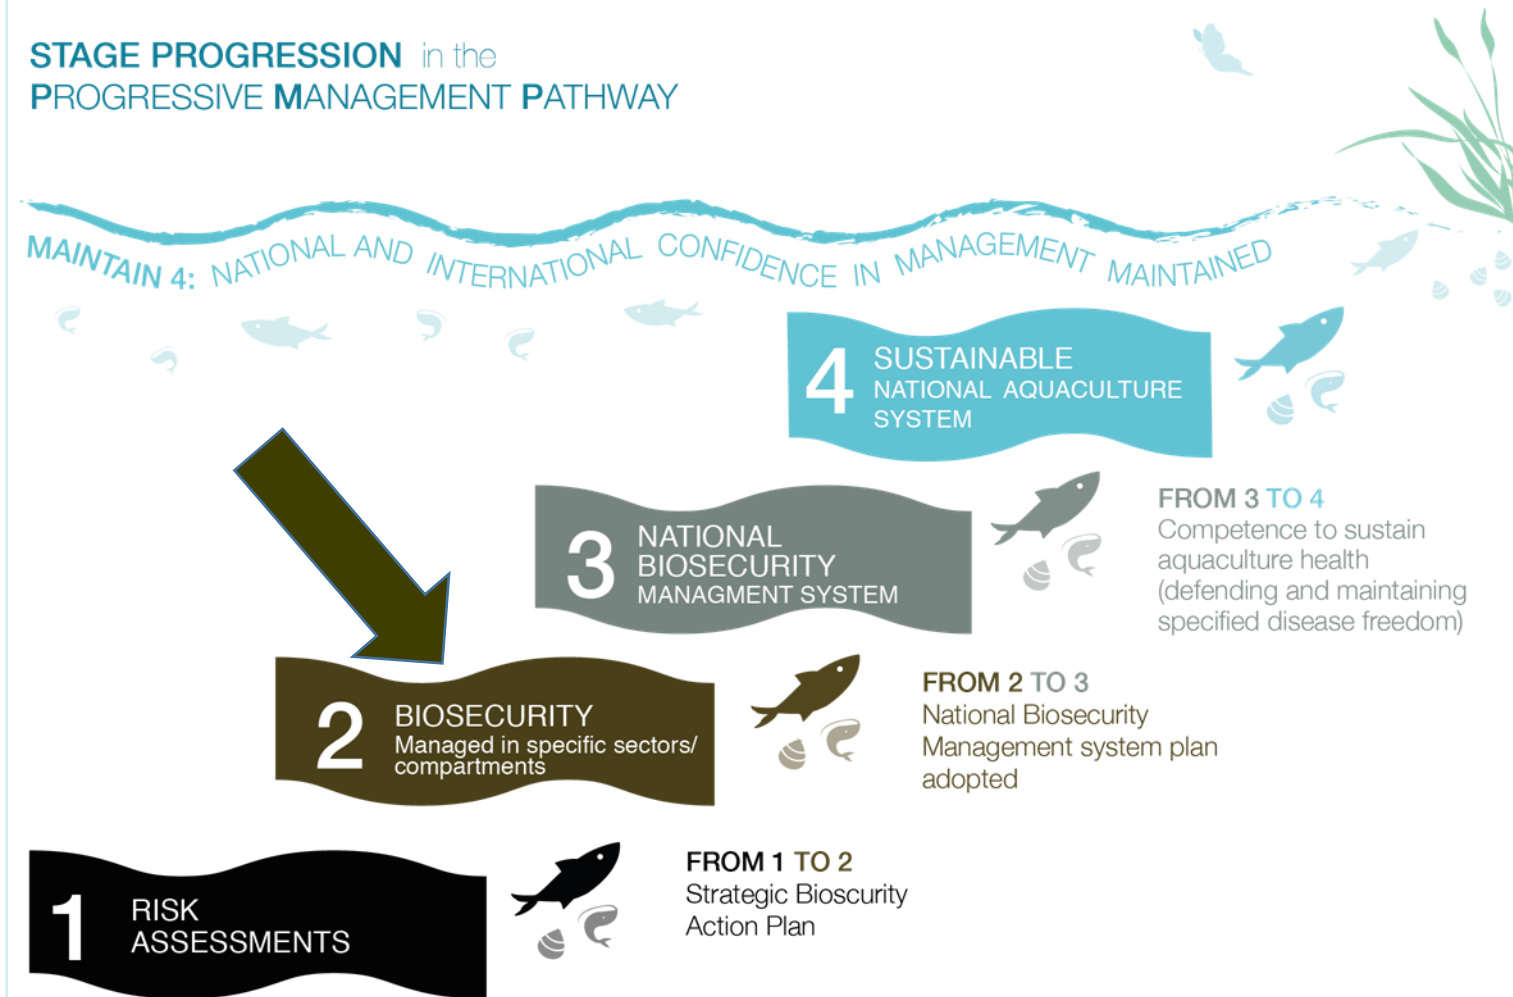 STAGE PROGRESSION in the
PROGRESSIVE MANAGEMENT PATHWAY
MAINTAIN 4: NATIONAL AND INTERNATIONAL CONFIDENCE IN MANAGEMENT MAINTAINED
4 SUSTAINABLE
NATIONAL AQUACULTURE
SYSTEM
FROM 3 TO 4
Competence to sustain
aquaculture health
(defending and maintaining
specified disease freedom)
3 NATIONAL
BIOSECURITY
MANAGMENT SYSTEM
FROM 2 TO 3
National Biosecurity
Management system plan
adopted
2 BIOSECURITY
Managed in specific sectors/
compartments
FROM 1 TO 2
Strategic Bioscurity
Action Plan
1 RISK
ASSESSMENTS